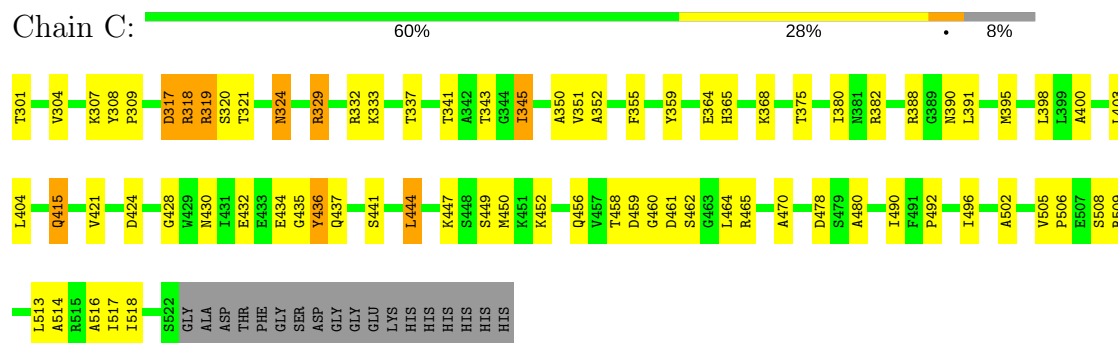 Chain C:
60% 28% • 8%
T301 V304 K307 Y308 P309 D317 R318 R319 S320 T321 N324 R329 R332 K333 T337 T341 A342 T343 G344 I345 A350 V351 A352 F355 Y359 E364 H365 K368 T375 I380 N381 R382 R388 G389 N390 L391 M395 L398 L399 A400 L403
L404 Q415 V421 D424 G428 W429 N430 I431 E432 E433 E434 G435 Y436 Q437 S441 L444 K447 S448 S449 M450 K451 K452 Q456 V457 T458 D459 G460 D461 S462 G463 L464 R465 A470 D478 S479 A480 I490 F491 P492 I496 A502 V505 P506 E507 S508
L513 A514 R515 A516 I517 I518 S522 GLY ALA ASP THR PHE GLY SER ASP GLY GLY GLU LYS HIS HIS HIS HIS HIS HIS